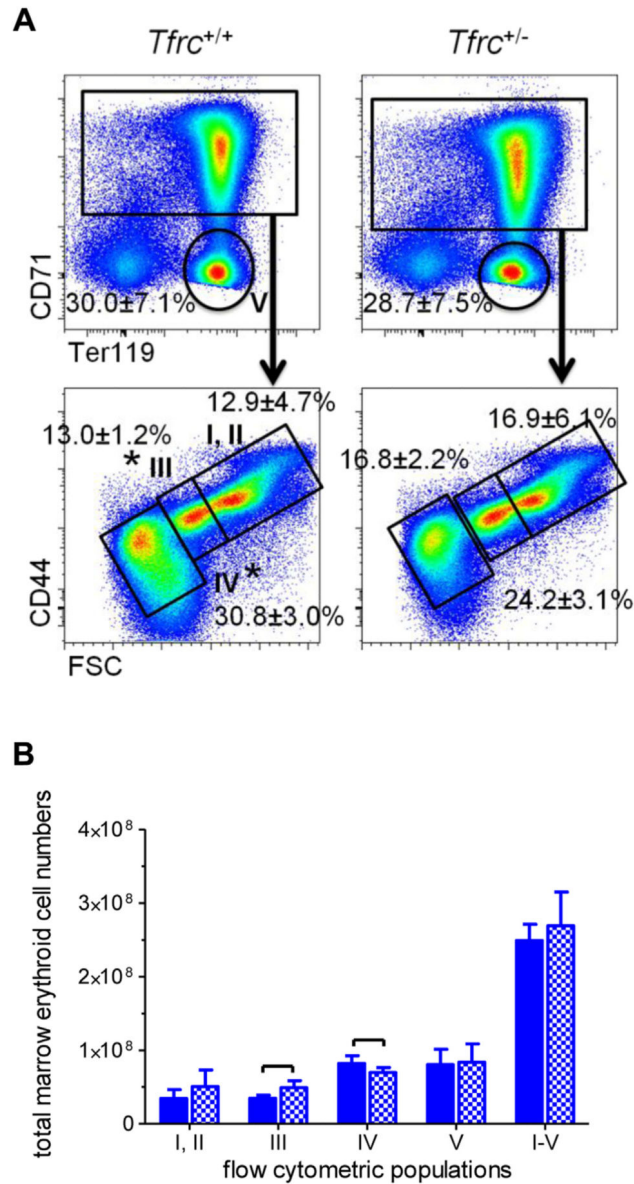 A
Tfrc+/+
Tfrc+/-
CD71
30.0±7.1%
V
28.7±7.5%
Ter119
12.9±4.7%
16.9±6.1%
13.0±1.2%
I, II
* III
16.8±2.2%
IV *
30.8±3.0%
24.2±3.1%
CD44
FSC
B
total marrow erythroid cell numbers
4x10⁸
3x10⁸
2x10⁸
1x10⁸
0
I, II
III
IV
V
I-V
flow cytometric populations